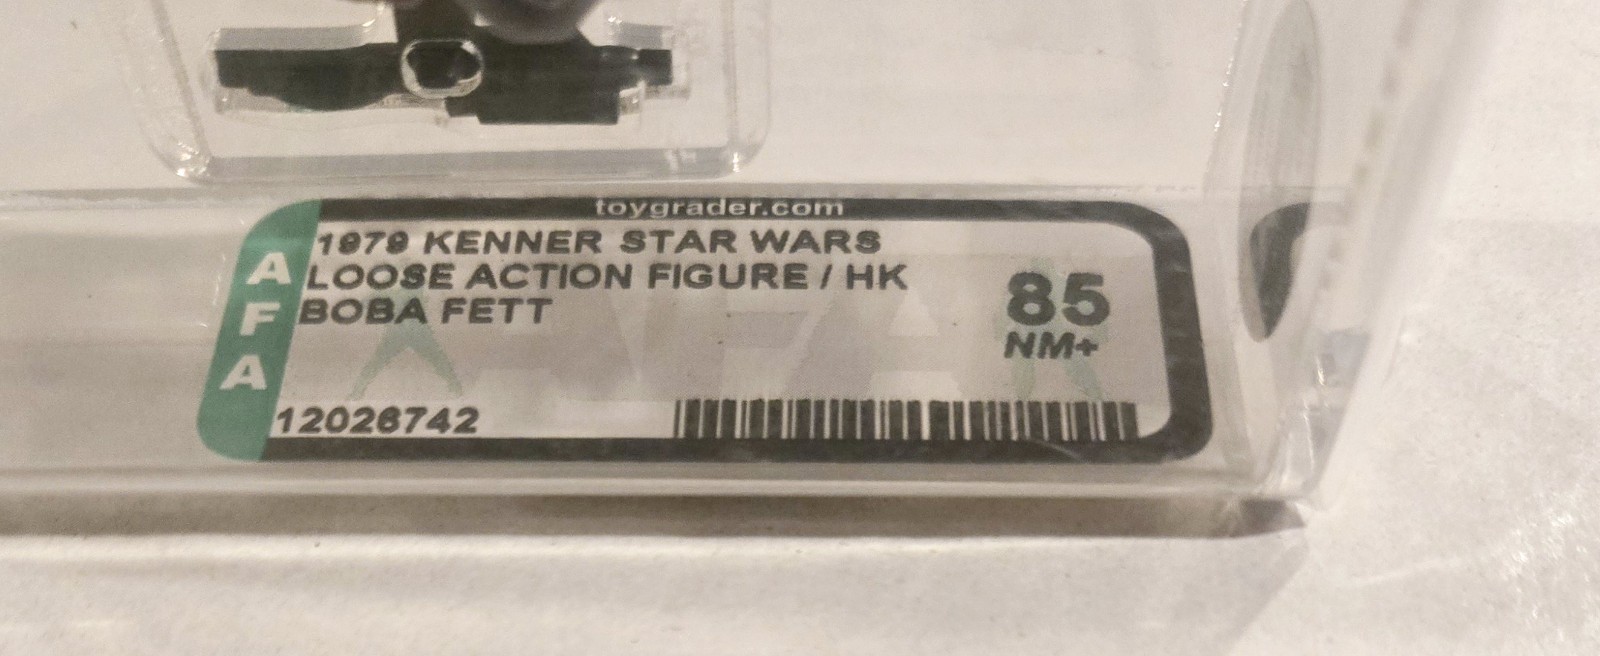 toygrader.com
AFA
1979 KENNER STAR WARS
LOOSE ACTION FIGURE / HK
BOBA FETT
85
NM+
12026742